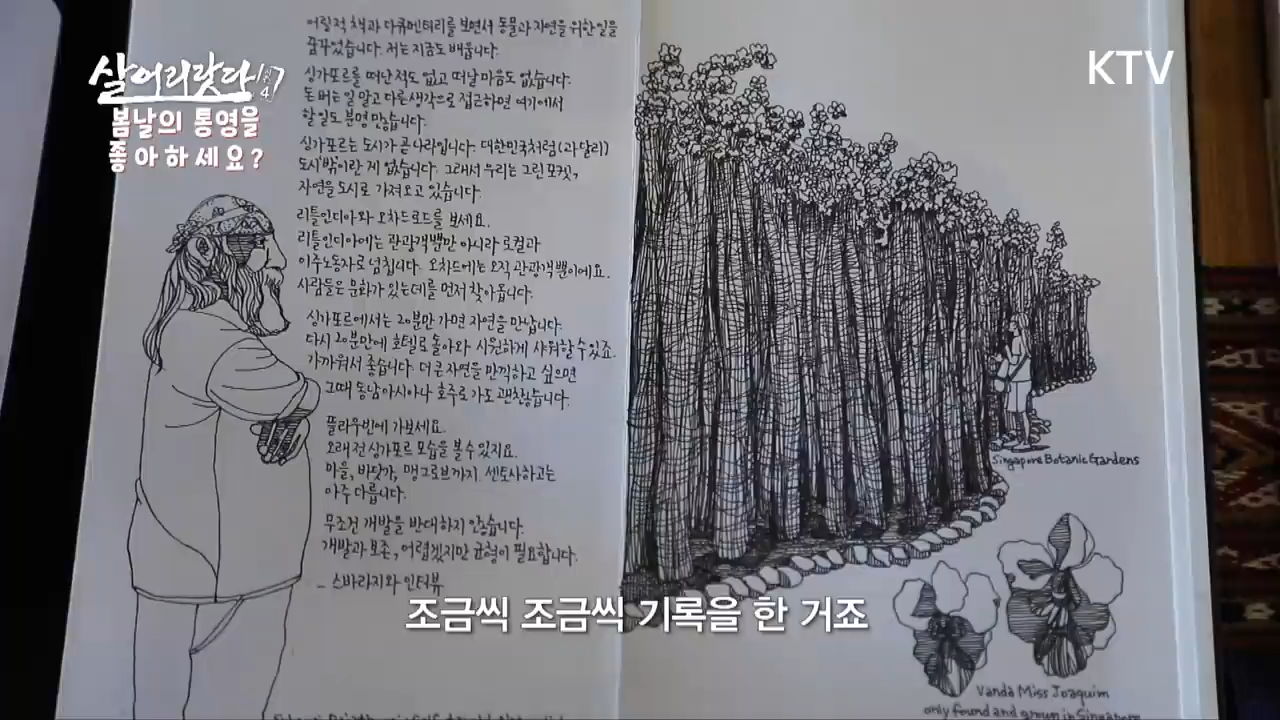 살어리랏다 시즌4
봄날의 통영을
좋아하세요?
KTV
어릴적 책과 다큐멘터리를 보면서 동물과 자연을 위한 일을
꿈꾸었습니다. 저는 지금도 배웁니다.
싱가포르를 떠난 적도 없고 떠날 마음도 없습니다.
돈 버는 일 말고 다른 생각으로 접근하면 여기에서
할 일도 분명 많습니다.
싱가포르는 도시가 곧 나라입니다. 대한민국처럼(과 달리)
도시'밖'이란 게 없습니다. 그래서 우리는 그린 포켓,
자연을 도시로 가져오고 있습니다.
리틀인디아와 오차드로드를 보세요.
리틀인디아에는 관광객뿐만 아니라 로컬과
이주노동자로 넘칩니다. 오차드에는 오직 관광객뿐이에요.
사람들은 문화가 있는데를 먼저 찾아옵니다.
싱가포르에서는 20분만 가면 자연을 만납니다.
다시 20분만에 호텔로 돌아와 시원하게 샤워할 수 있죠.
가까워서 좋습니다. 더 큰 자연을 만끽하고 싶으면
그때 동남아시아나 호주로 가도 괜찮습니다.
플라우빈에 가보세요.
오래전 싱가포르 모습을 볼 수 있지요.
마을, 바닷가, 맹그로브까지. 센토사하고는
아주 다릅니다.
무조건 개발을 반대하지 않습니다.
개발과 보존, 어렵겠지만 균형이 필요합니다.
- 스바라지와 인터뷰
Singapore Botanic Gardens
Vanda Miss Joaquim
only found and grown in Singapore
조금씩 조금씩 기록을 한 거죠